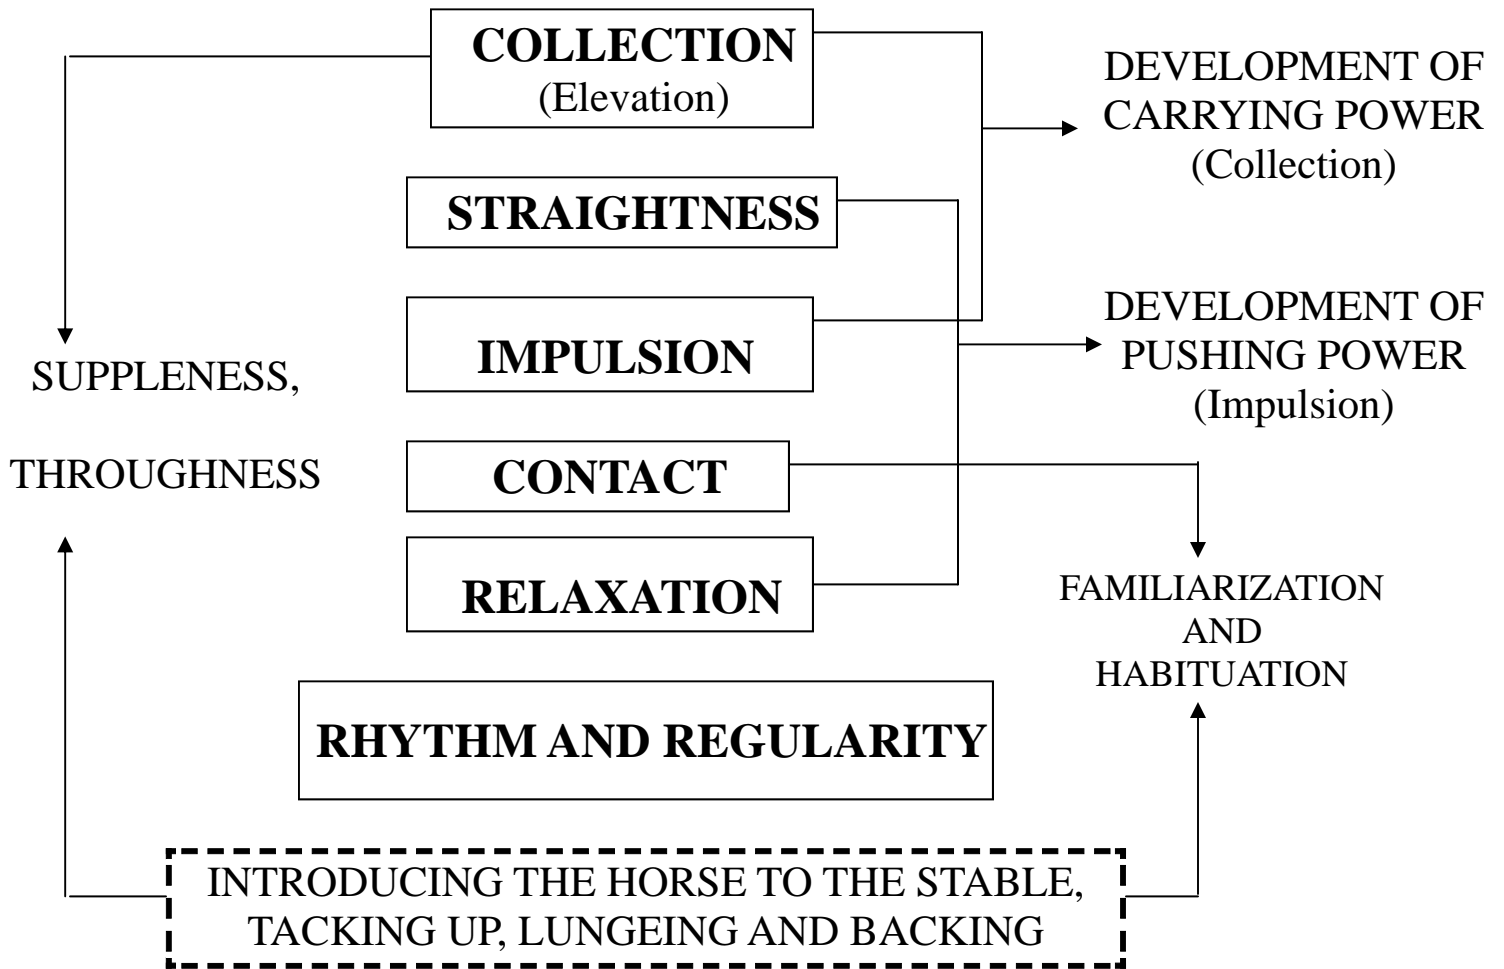 COLLECTION
(Elevation)
DEVELOPMENT OF
CARRYING POWER
(Collection)
STRAIGHTNESS
IMPULSION
DEVELOPMENT OF
PUSHING POWER
(Impulsion)
SUPPLENESS,
THROUGHNESS
CONTACT
RELAXATION
FAMILIARIZATION
AND
HABITUATION
RHYTHM AND REGULARITY
INTRODUCING THE HORSE TO THE STABLE,
TACKING UP, LUNGEING AND BACKING